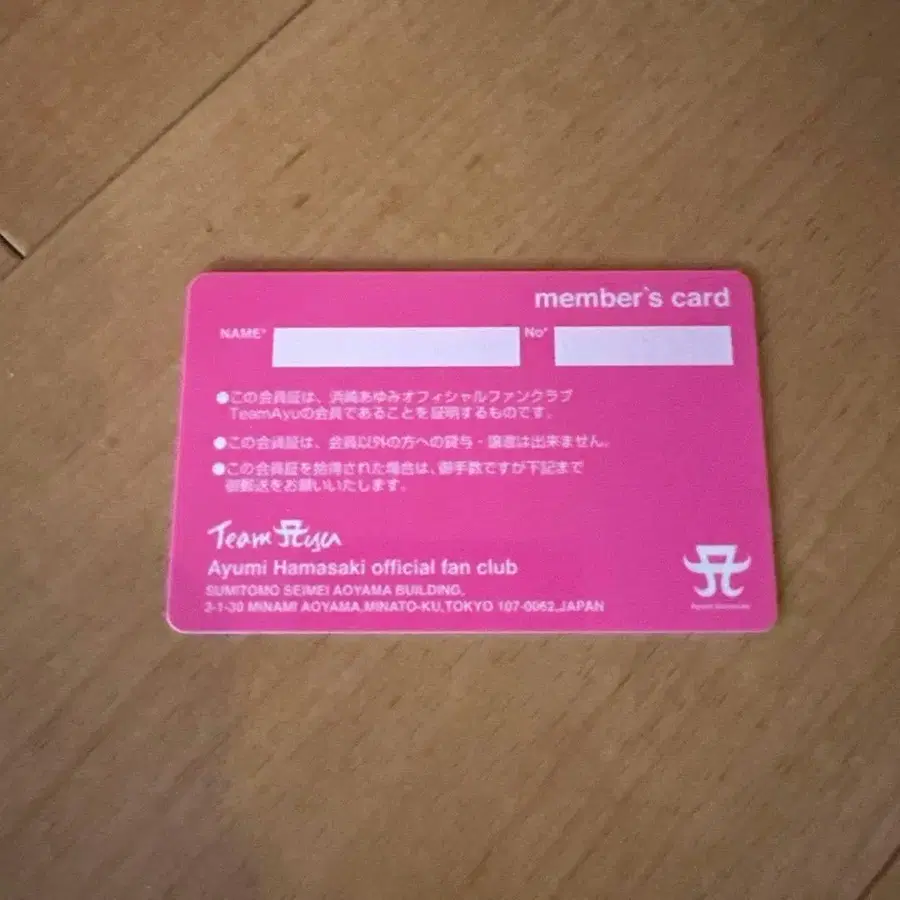 member`s card
NAME*
No*
●この会員証は、浜崎あゆみオフィシャルファンクラブ
TeamAyuの会員であることを証明するものです。
●この会員証は、会員以外の方への貸与・譲渡は出来ません。
●この会員証を拾得された場合は、御手数ですが下記まで
御郵送をお願いいたします。
Team Ayu
Ayumi Hamasaki official fan club
SUMITOMO SEIMEI AOYAMA BUILDING,
3-1-30 MINAMI AOYAMA,MINATO-KU,TOKYO 107-0062,JAPAN
Ayumi Hamasaki